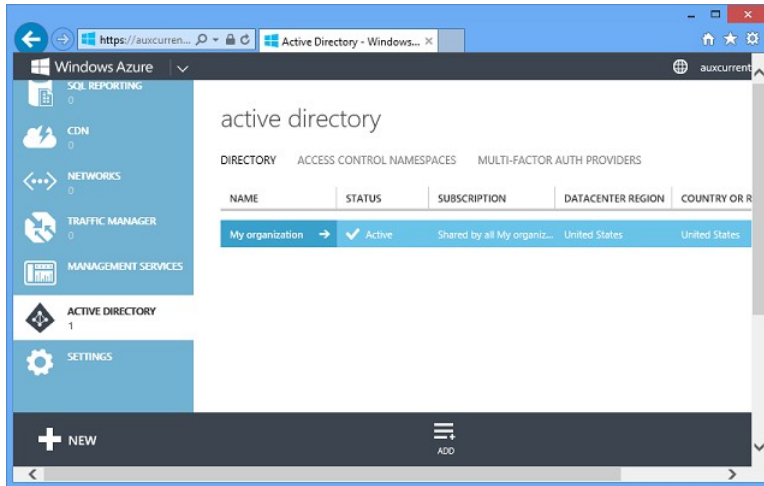 https://auxcurren...
Active Directory - Windows...
Windows Azure
auxcurrent
SQL REPORTING
0
CDN
0
NETWORKS
0
TRAFFIC MANAGER
0
MANAGEMENT SERVICES
ACTIVE DIRECTORY
1
SETTINGS
active directory
DIRECTORY ACCESS CONTROL NAMESPACES MULTI-FACTOR AUTH PROVIDERS
NAME STATUS SUBSCRIPTION DATACENTER REGION COUNTRY OR R
My organization Active Shared by all My organiz... United States United States
NEW
ADD